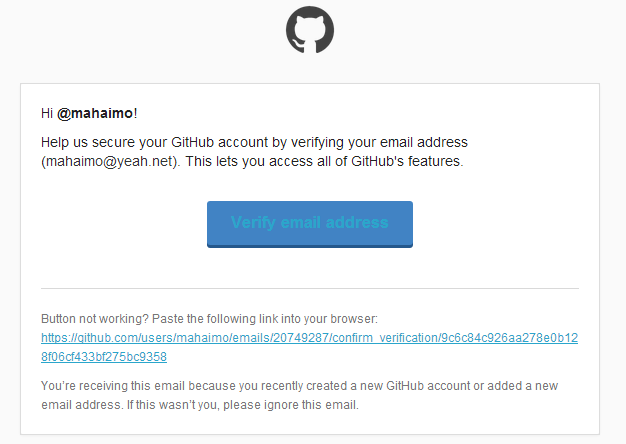 Hi @mahaimo!
Help us secure your GitHub account by verifying your email address
(mahaimo@yeah.net). This lets you access all of GitHub's features.
Verify email address
Button not working? Paste the following link into your browser:
https://github.com/users/mahaimo/emails/20749287/confirm_verification/9c6c84c926aa278e0b12
8f06cf433bf275bc9358
You’re receiving this email because you recently created a new GitHub account or added a new
email address. If this wasn’t you, please ignore this email.